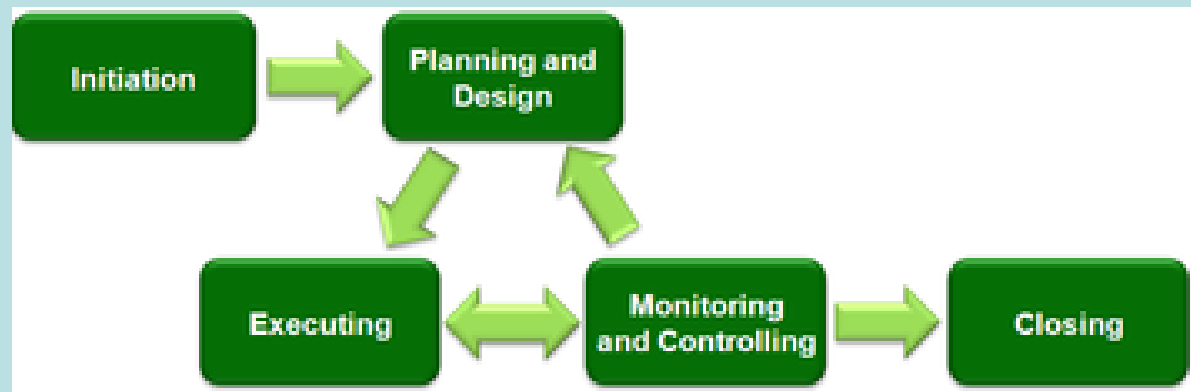 Initiation
Planning and
Design
Executing
Monitoring
and Controlling
Closing